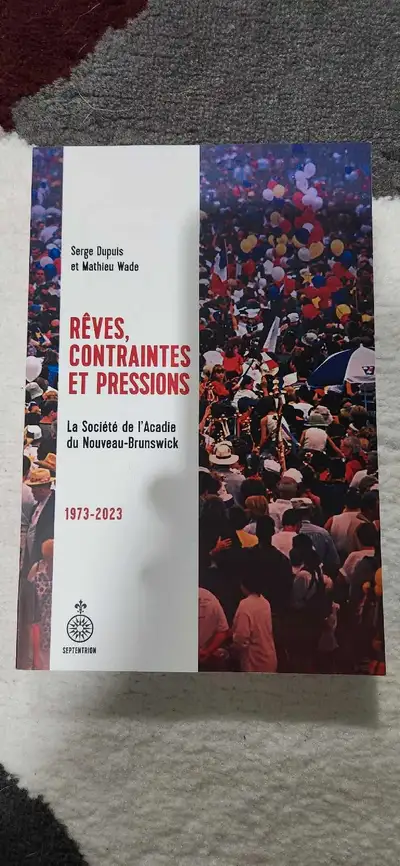 Serge Dupuis
et Mathieu Wade
RÊVES,
CONTRAINTES
ET PRESSIONS
La Société de l'Acadie
du Nouveau-Brunswick
1973-2023
SEPTENTRION